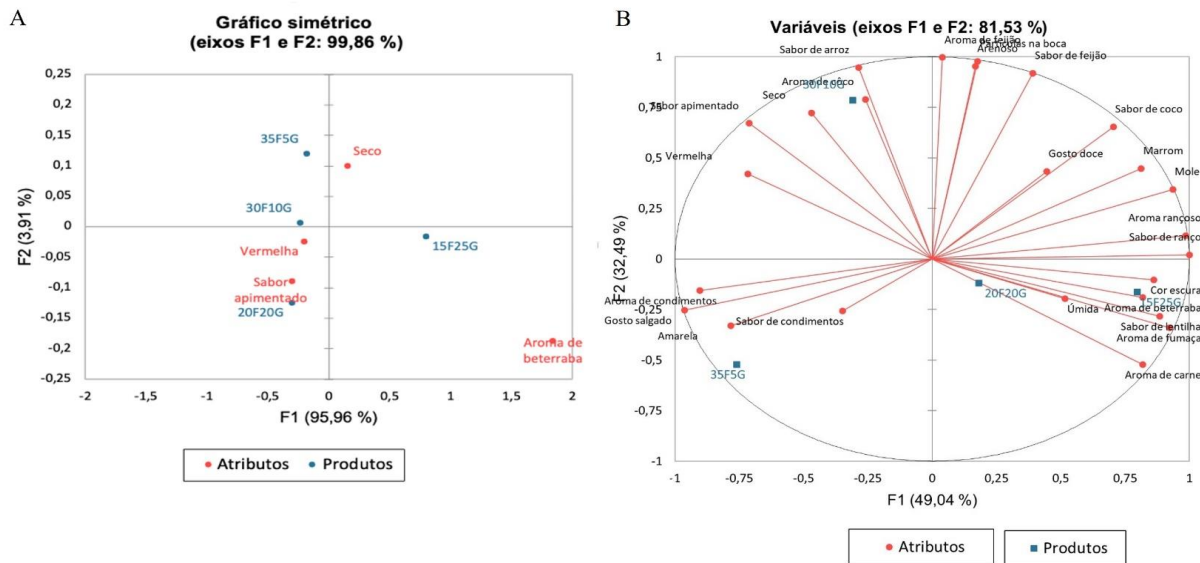 A
Gráfico simétrico
(eixos F1 e F2: 99,86 %)
0,25
0,2
0,15
0,1
0,05
0
-0,05
-0,1
-0,15
-0,2
-0,25
F2 (3,91 %)
35F5G
Seco
30F10G
Vermelha
15F25G
Sabor
apimentado
20F20G
Aroma de
beterraba
-2
-1,5
-1
-0,5
0
0,5
1
1,5
2
F1 (95,96 %)
Atributos
Produtos
B
Variáveis (eixos F1 e F2: 81,53 %)
1
0,75
0,5
0,25
0
-0,25
-0,5
-0,75
-1
F2 (32,49 %)
Aroma de feijão
Partículas na boca
Arenoso
Sabor de feijão
Sabor de arroz
Aroma de coco
30F10G
Seco
Sabor apimentado
Sabor de coco
Vermelha
Gosto doce
Marrom
Mole
Aroma rançoso
Sabor de ranço
Cor escura
20F20G
15F25G
Aroma de condimentos
Úmida
Aroma de beterraba
Gosto salgado
Sabor de condimentos
Sabor de lentilha
Amarela
Aroma de fumaça
35F5G
Aroma de carne
-1
-0,75
-0,5
-0,25
0
0,25
0,5
0,75
1
F1 (49,04 %)
Atributos
Produtos